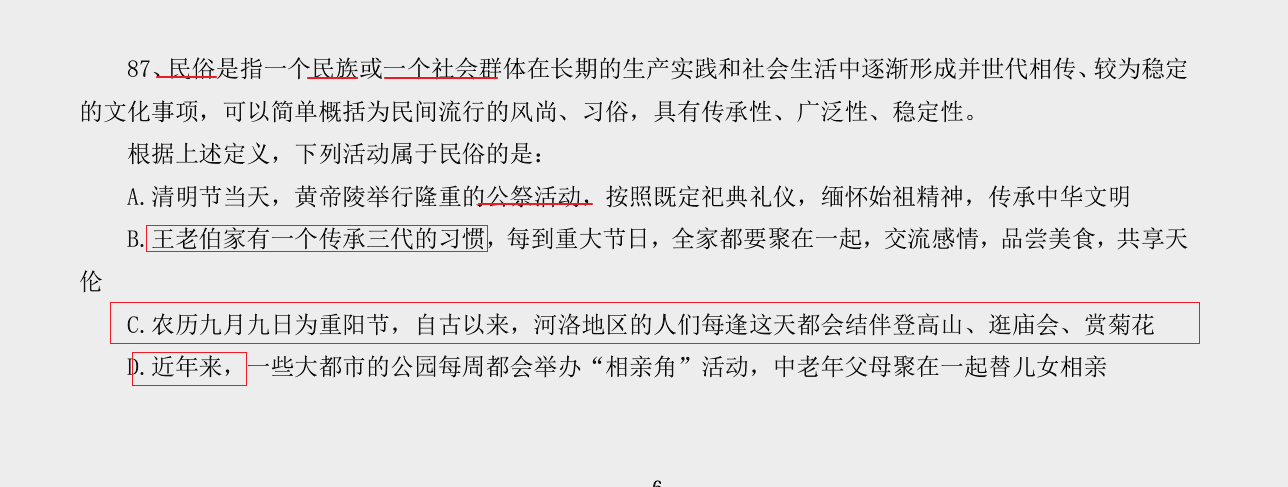 87、民俗是指一个民族或一个社会群体在长期的生产实践和社会生活中逐渐形成并世代相传、较为稳定
的文化事项，可以简单概括为民间流行的风尚、习俗，具有传承性、广泛性、稳定性。
根据上述定义，下列活动属于民俗的是：
A. 清明节当天，黄帝陵举行隆重的公祭活动，按照既定祀典礼仪，缅怀始祖精神，传承中华文明
B. 王老伯家有一个传承三代的习惯，每到重大节日，全家都要聚在一起，交流感情，品尝美食，共享天
伦
C. 农历九月九日为重阳节，自古以来，河洛地区的人们每逢这天都会结伴登高山、逛庙会、赏菊花
D. 近年来，一些大都市的公园每周都会举办“相亲角”活动，中老年父母聚在一起替儿女相亲
6